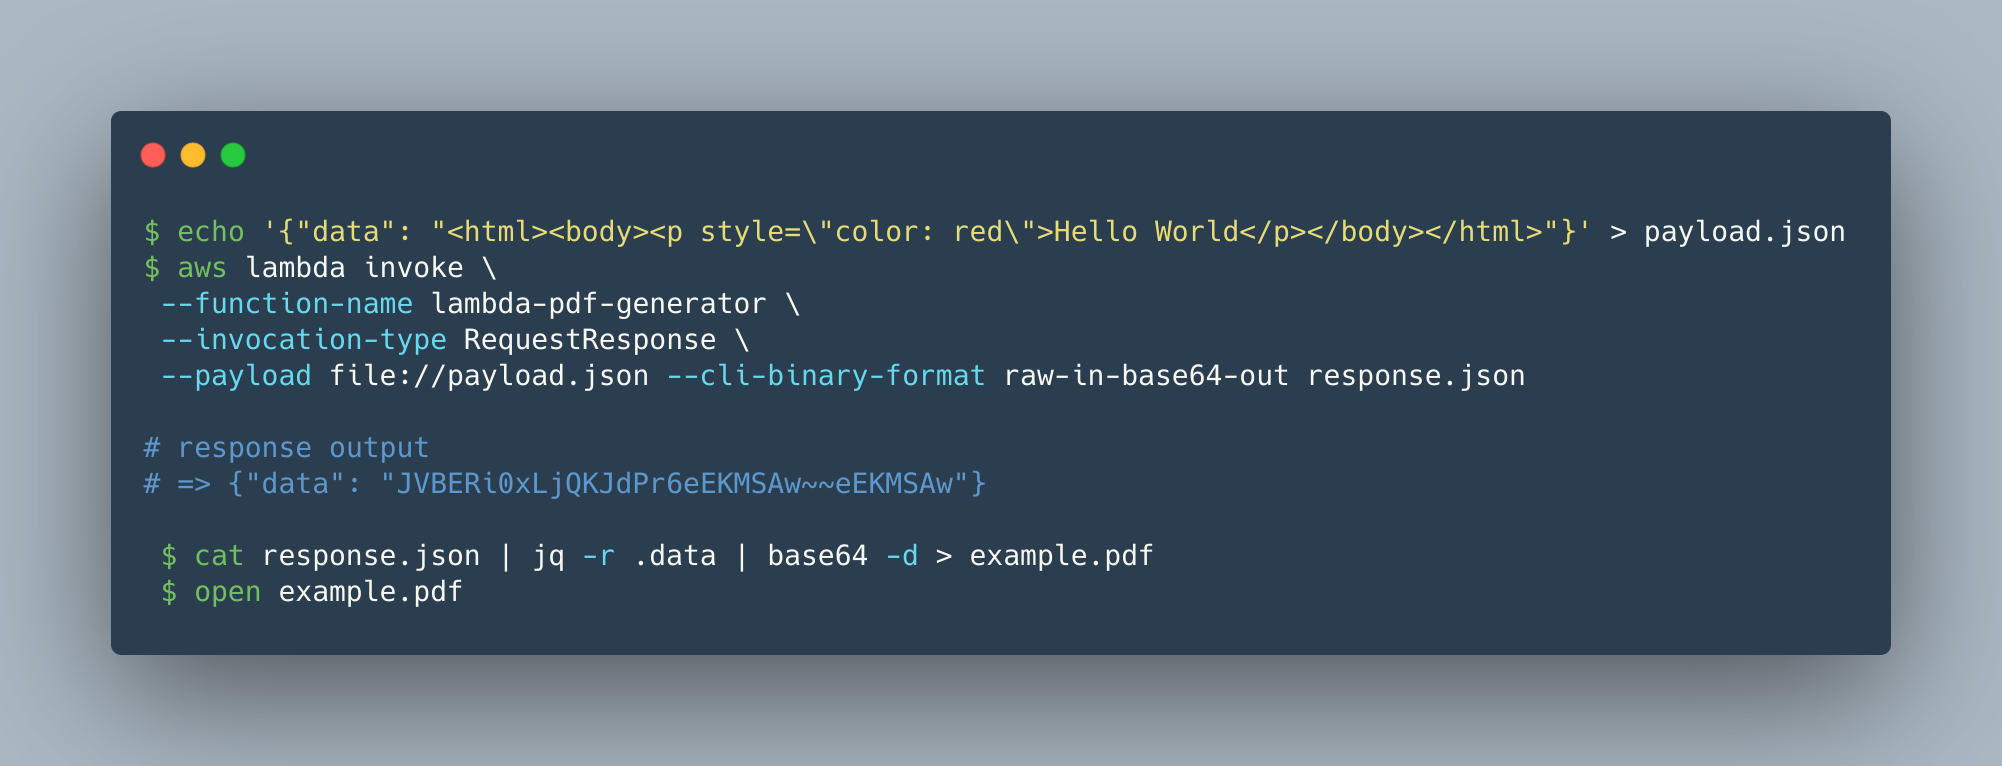 $ echo '{"data": "<html><body><p style=\"color: red\">Hello World</p></body></html>"}' > payload.json
$ aws lambda invoke \
--function-name lambda-pdf-generator \
--invocation-type RequestResponse \
--payload file://payload.json --cli-binary-format raw-in-base64-out response.json
# response output
# => {"data": "JVBERi0xLjQKJdPr6eEKMSAw~~eEKMSAw"}
$ cat response.json | jq -r .data | base64 -d > example.pdf
$ open example.pdf